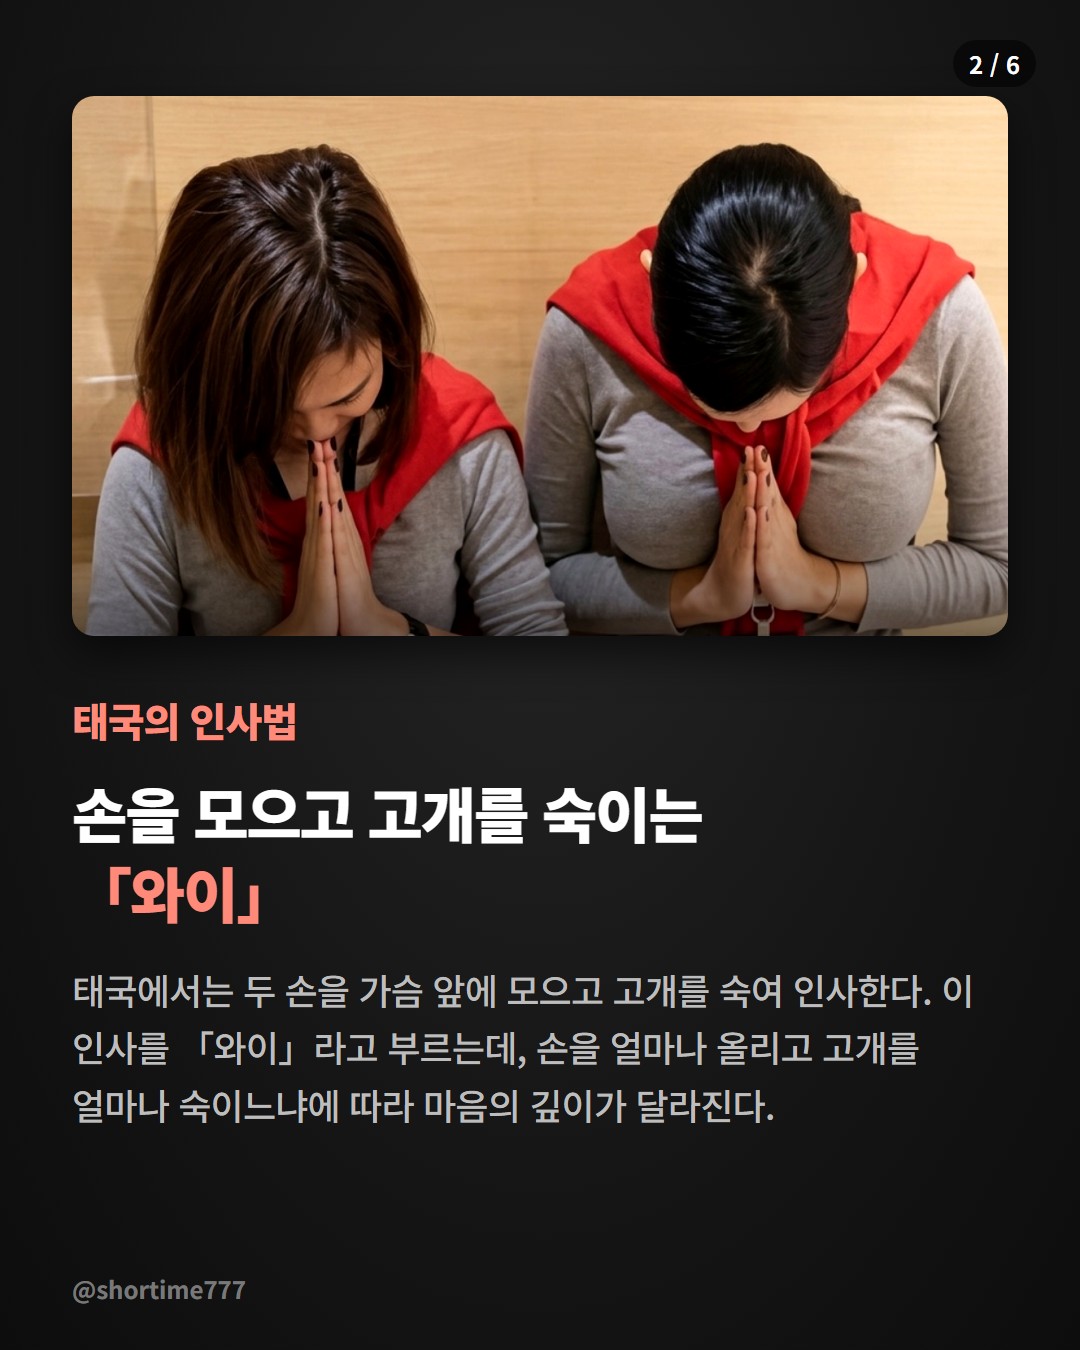 2 / 6
태국의 인사법
손을 모으고 고개를 숙이는
「와이」
태국에서는 두 손을 가슴 앞에 모으고 고개를 숙여 인사한다. 이
인사를 「와이」라고 부르는데, 손을 얼마나 올리고 고개를
얼마나 숙이느냐에 따라 마음의 깊이가 달라진다.
@shortime777